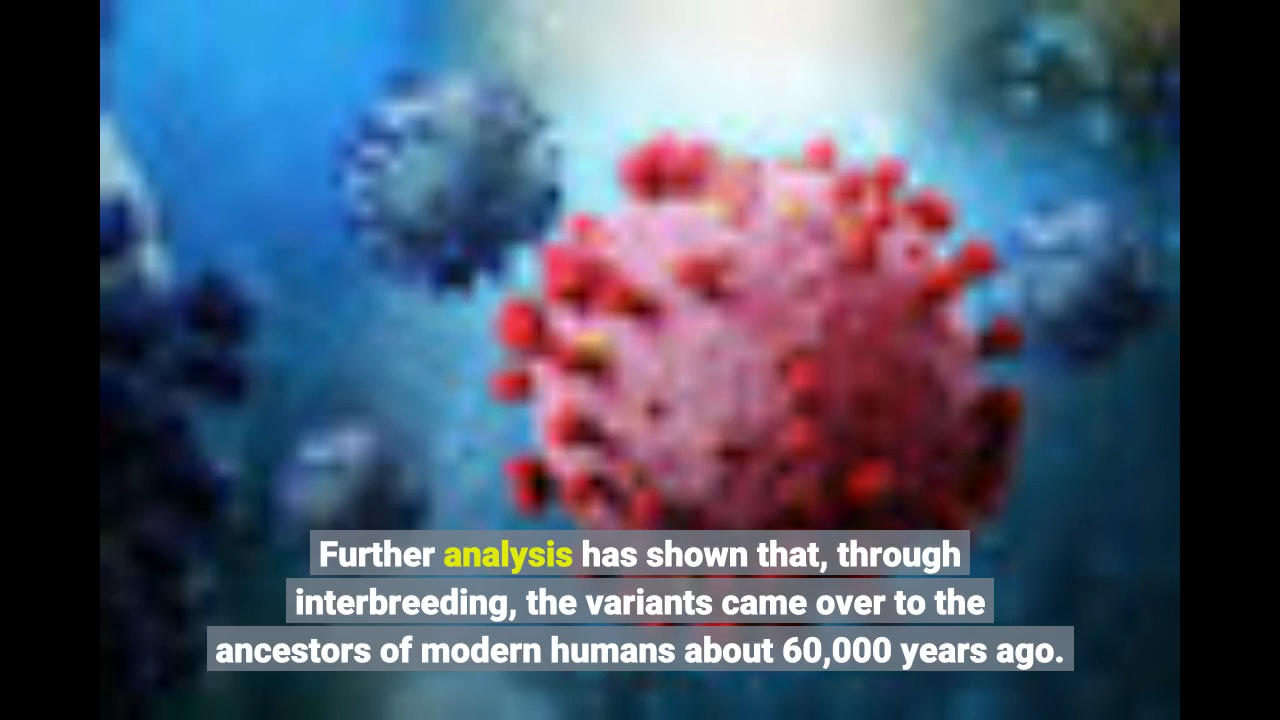 Further analysis has shown that, through
interbreeding, the variants came over to the
ancestors of modern humans about 60,000 years ago.